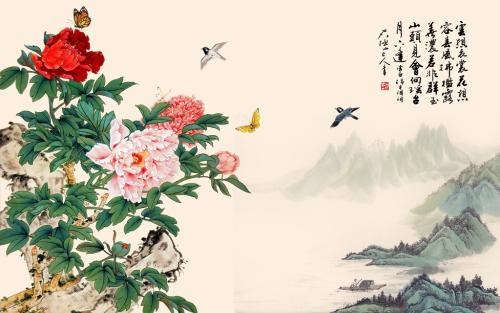 雲想衣裳花想
容春風拂檻露
華濃若非群玉
山頭見會向瑤台
月下逢